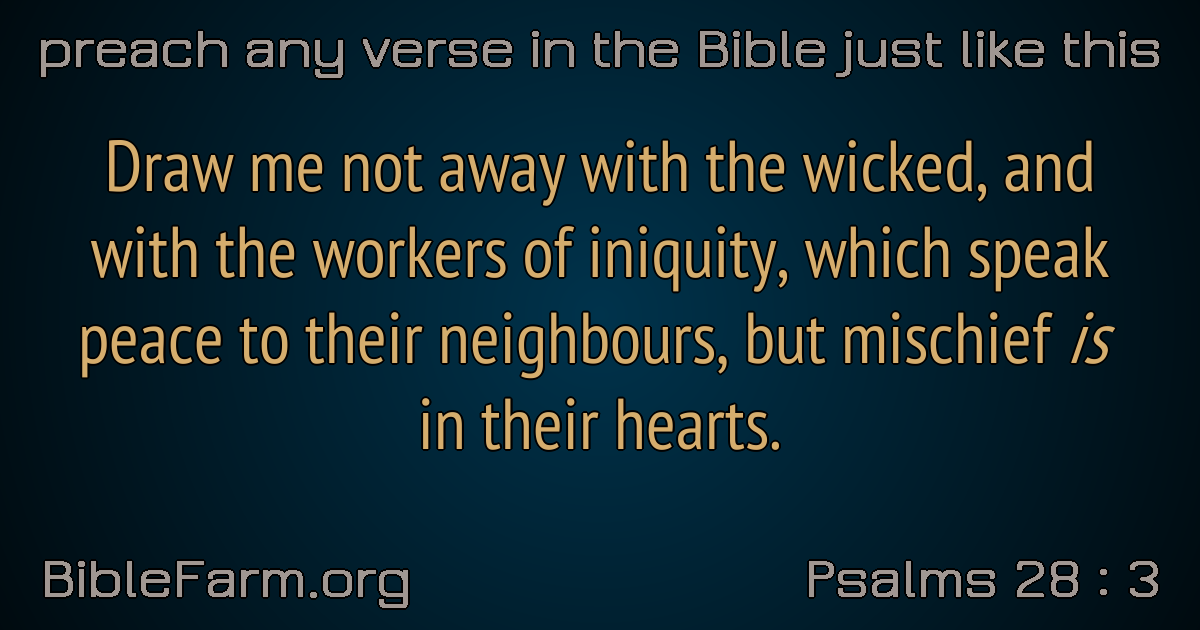 preach any verse in the Bible just like this
Draw me not away with the wicked, and
with the workers of iniquity, which speak
peace to their neighbours, but mischief is
in their hearts.
BibleFarm.org
Psalms 28 : 3